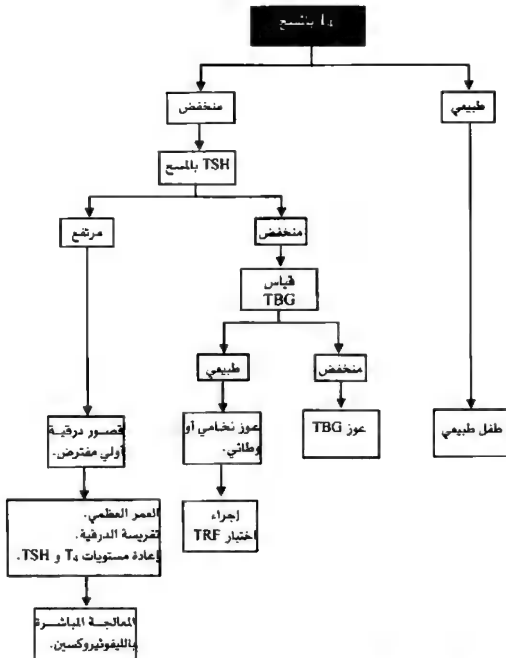 T₄ بالمسح
منخفض
طبيعي
TSH بالمسح
مرتفع
منخفض
قياس
TBG
طبيعي
منخفض
قصور درقية
أولي مفترض.
عوز نخامي أو
وطائي.
عوز TBG
طفل طبيعي
العمر العظمي.
تفريسة الدرقية.
إعادة مستويات T₄ و TSH.
إجراء
اختبار TRF
المعالجة المباشرة
بالليفوثيروكسين.